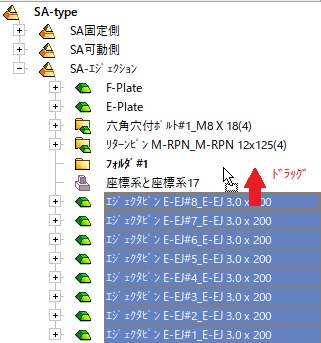 SA-type
SA固定側
SA可動側
SA-ｴｼﾞｪｸｼｮﾝ
F-Plate
E-Plate
六角穴付ﾎﾞﾙﾄ#1_M8 X 18(4)
ﾘﾀｰﾝﾋﾟﾝ M-RPN_M-RPN 12x125(4)
ﾌｫﾙﾀﾞ#1
ﾄﾞﾗｯｸﾞ
座標系と座標系17
ｴｼﾞｪｸﾀﾋﾟﾝ E-EJ#8_E-EJ 3.0 x 200
ｴｼﾞｪｸﾀﾋﾟﾝ E-EJ#7_E-EJ 3.0 x 200
ｴｼﾞｪｸﾀﾋﾟﾝ E-EJ#6_E-EJ 3.0 x 200
ｴｼﾞｪｸﾀﾋﾟﾝ E-EJ#5_E-EJ 3.0 x 200
ｴｼﾞｪｸﾀﾋﾟﾝ E-EJ#4_E-EJ 3.0 x 200
ｴｼﾞｪｸﾀﾋﾟﾝ E-EJ#3_E-EJ 3.0 x 200
ｴｼﾞｪｸﾀﾋﾟﾝ E-EJ#2_E-EJ 3.0 x 200
ｴｼﾞｪｸﾀﾋﾟﾝ E-EJ#1_E-EJ 3.0 x 200